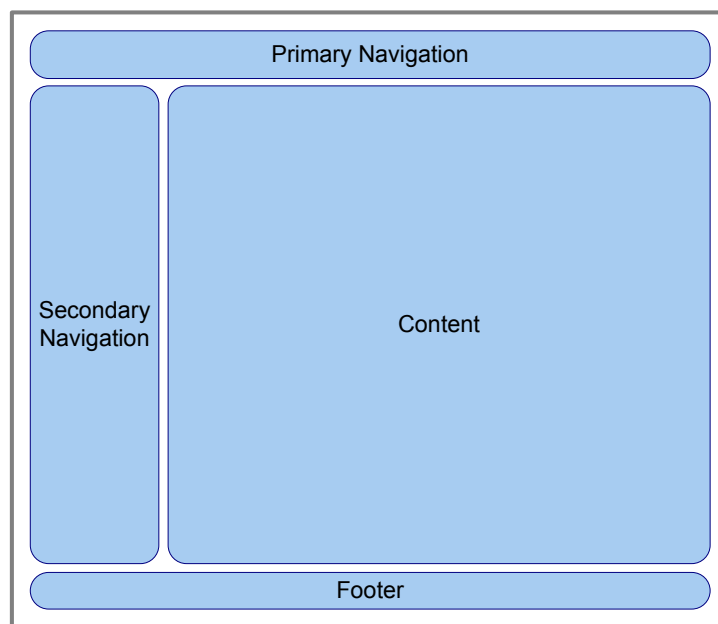 Primary Navigation
Secondary
Navigation
Content
Footer